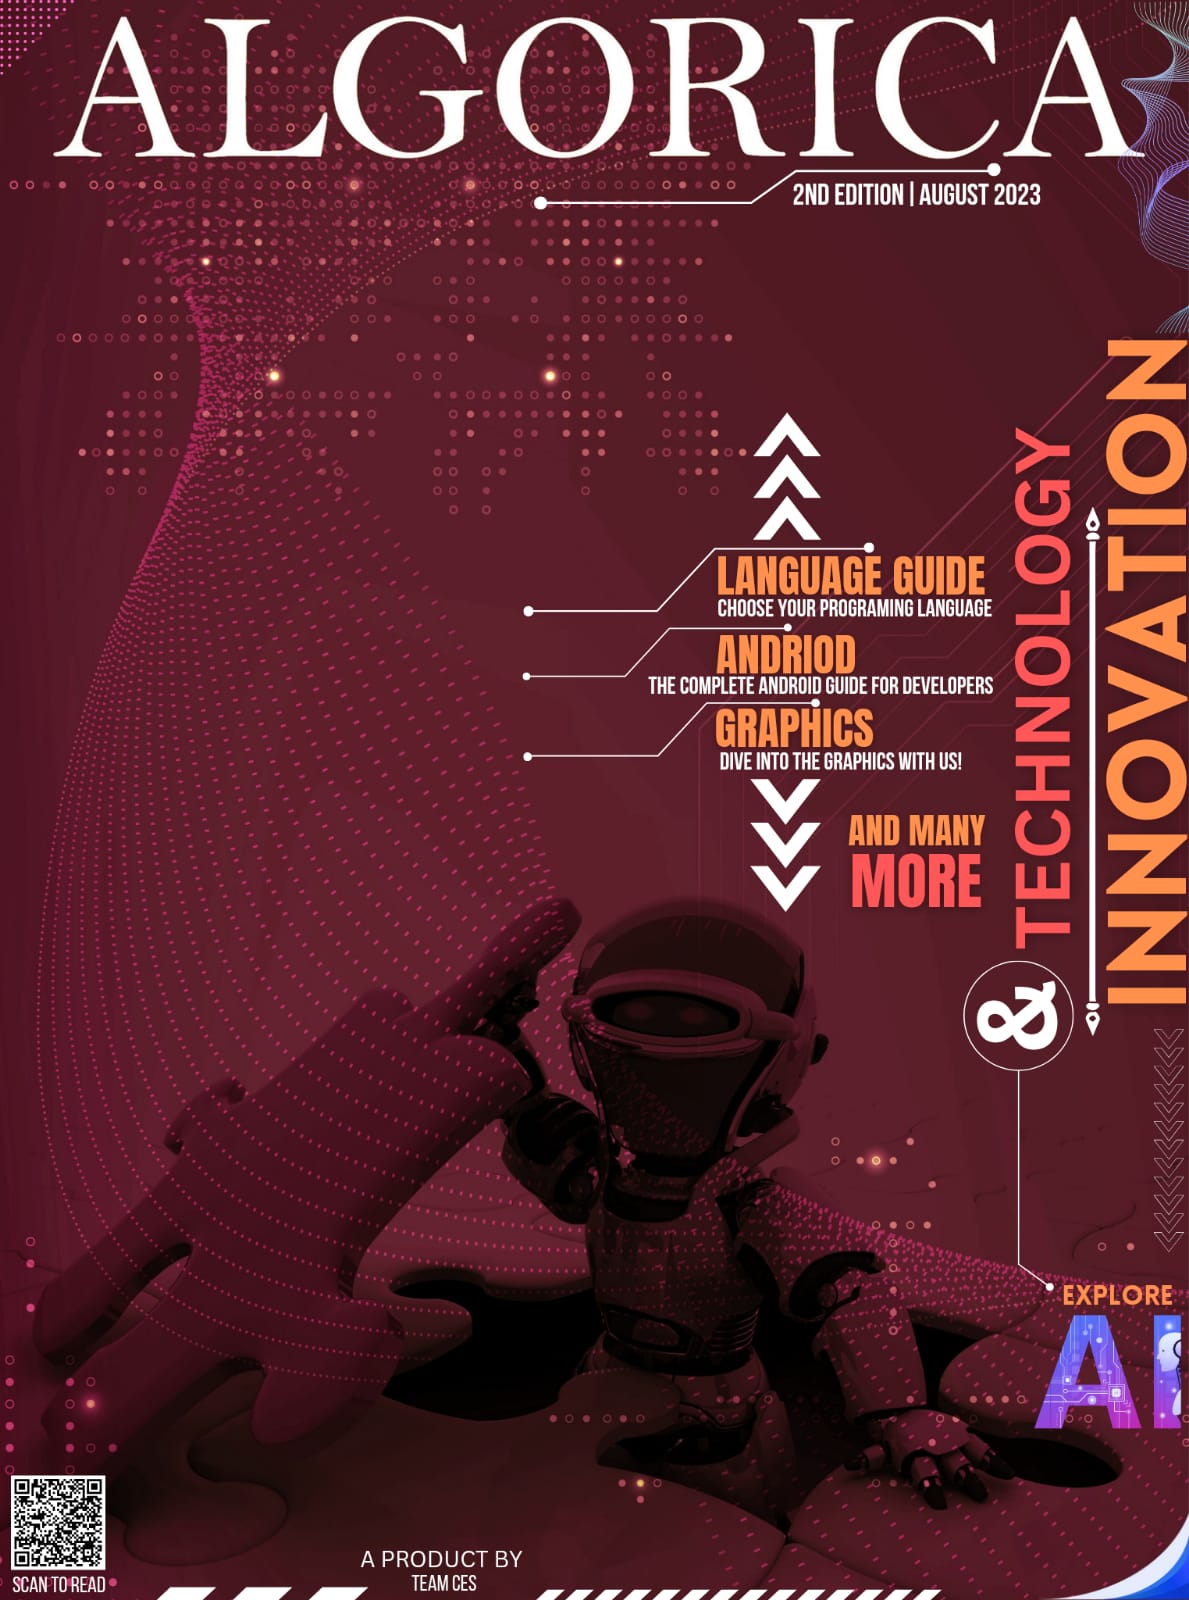 ALGORICA
2ND EDITION | AUGUST 2023
LANGUAGE GUIDE
CHOOSE YOUR PROGRAMING LANGUAGE
ANDRIOD
THE COMPLETE ANDROID GUIDE FOR DEVELOPERS
GRAPHICS
DIVE INTO THE GRAPHICS WITH US!
AND MANY
MORE
INNOVATION
& TECHNOLOGY
EXPLORE
AI
SCAN TO READ
A PRODUCT BY
TEAM CES